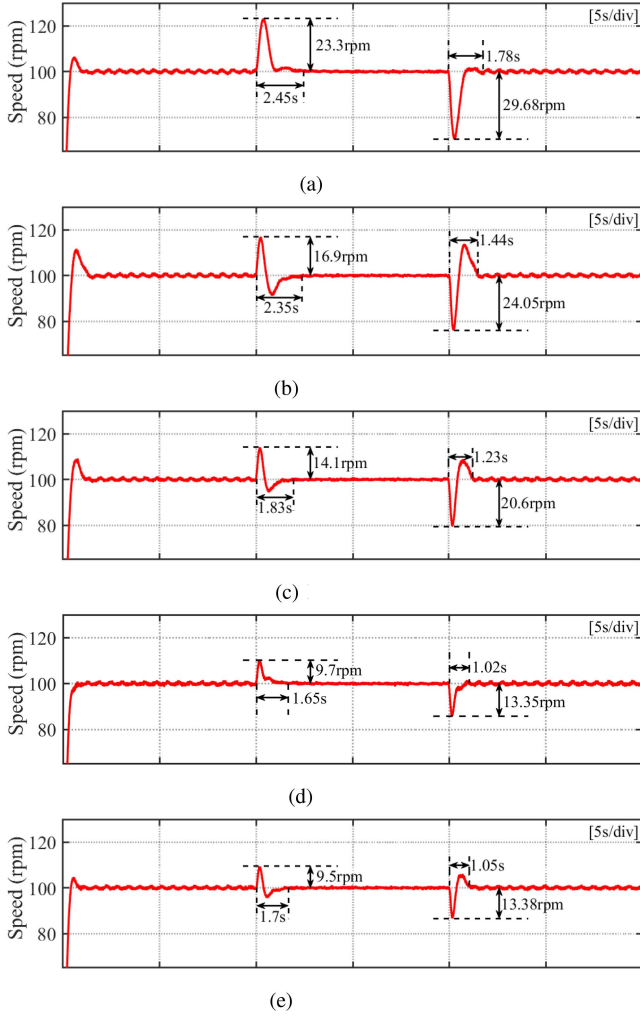 [5s/div]
120
100
80
Speed (rpm)
23.3rpm
2.45s
1.78s
29.68rpm
(a)
[5s/div]
120
100
80
Speed (rpm)
16.9rpm
2.35s
1.44s
24.05rpm
(b)
[5s/div]
120
100
80
Speed (rpm)
14.1rpm
1.83s
1.23s
20.6rpm
(c)
[5s/div]
120
100
80
Speed (rpm)
9.7rpm
1.65s
1.02s
13.35rpm
(d)
[5s/div]
120
100
80
Speed (rpm)
9.5rpm
1.7s
1.05s
13.38rpm
(e)